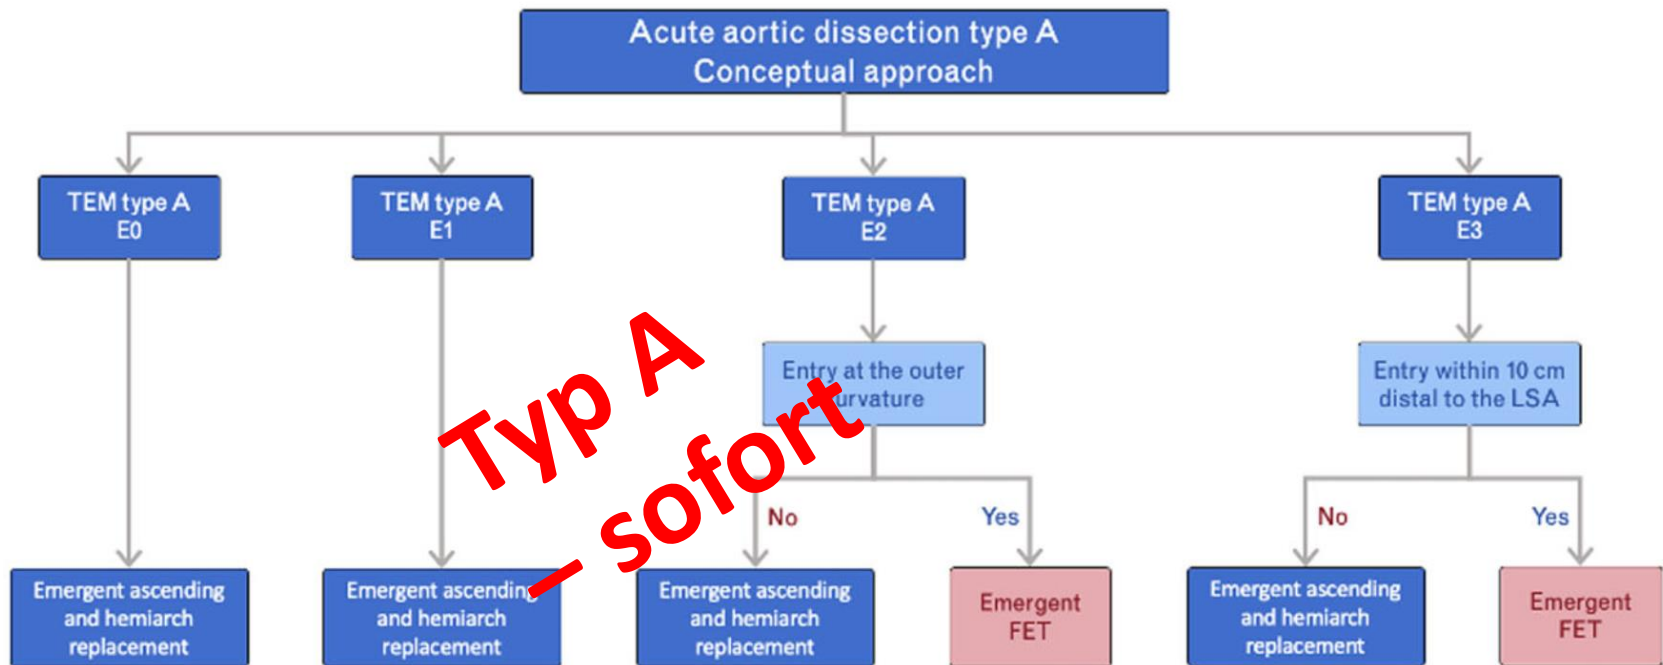 Acute aortic dissection type A
Conceptual approach
TEM type A
E0
TEM type A
E1
TEM type A
E2
TEM type A
E3
Entry at the outer
urvature
Entry within 10 cm
distal to the LSA
Typ A
– sofort
No
Yes
No
Yes
Emergent ascending
and hemiarch
replacement
Emergent ascending
and hemiarch
replacement
Emergent ascending
and hemiarch
replacement
Emergent
FET
Emergent ascending
and hemiarch
replacement
Emergent
FET